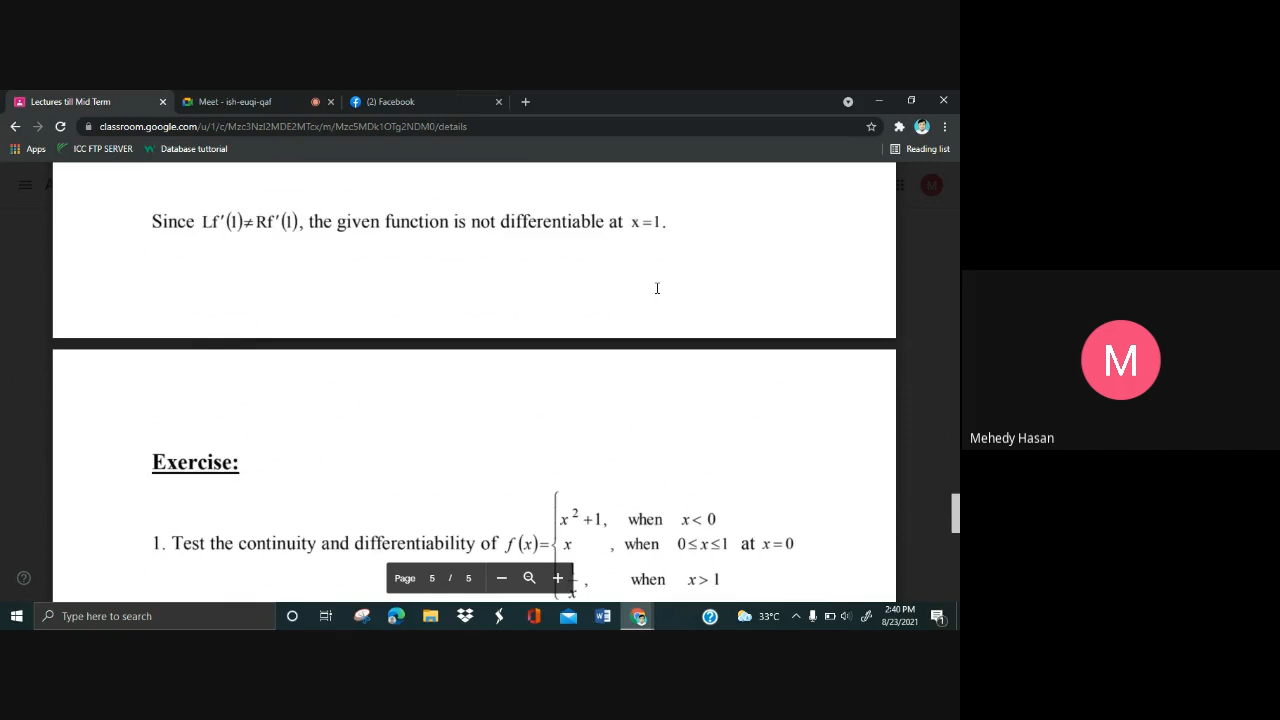 Lectures till Mid Term
Meet - ish-euqi-qaf
(2) Facebook
classroom.google.com/u/1/c/Mzc3NzI2MDE2MTcx/m/Mzc5MDk1OTg2NDM0/details
Apps
ICC FTP SERVER
Database tuttorial
Reading list
M
Since Lf′(1)≠Rf′(1), the given function is not differentiable at x=1.
Exercise:
1. Test the continuity and differentiability of f(x)= { x² +1, when x< 0
x , when 0≤x≤1 at x=0
1/x , when x> 1
Page 5 / 5
M
Mehedy Hasan
Type here to search
33°C
2:40 PM
8/23/2021
1